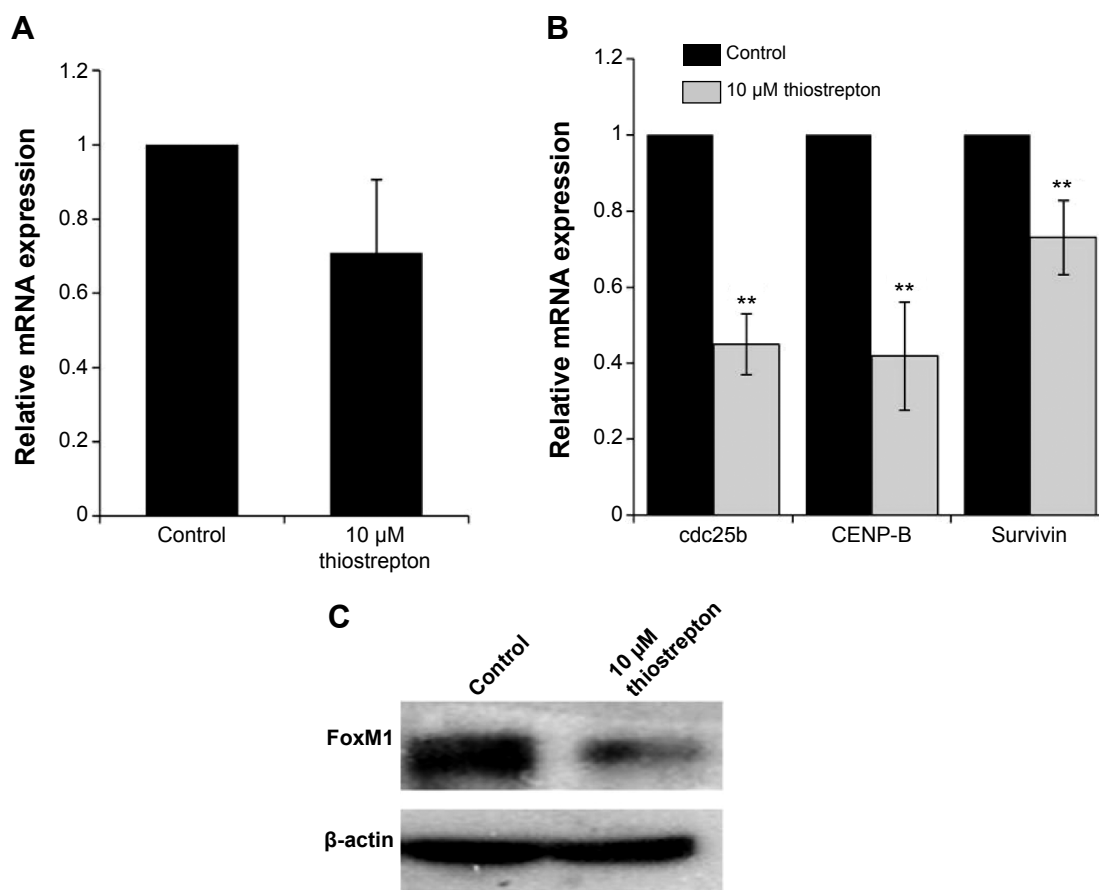 A
Relative mRNA expression
1.2
1
0.8
0.6
0.4
0.2
0
Control
10 µM
thiostrepton
B
Control
10 µM thiostrepton
Relative mRNA expression
1.2
1
0.8
0.6
0.4
0.2
0
**
**
**
cdc25b
CENP-B
Survivin
C
Control
10 µM
thiostrepton
FoxM1
β-actin